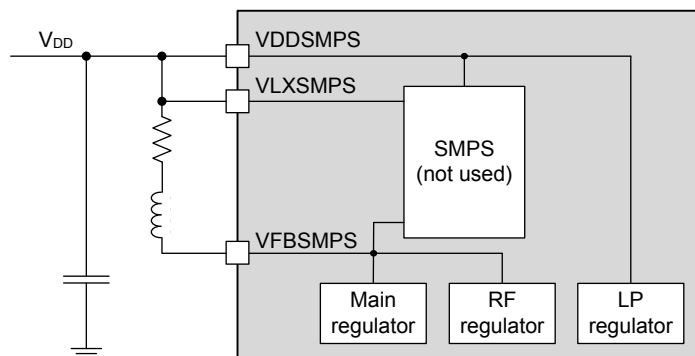 VDD
VDDSMPS
VLXSMPS
SMPS
(not used)
VFBSMPS
Main
regulator
RF
regulator
LP
regulator